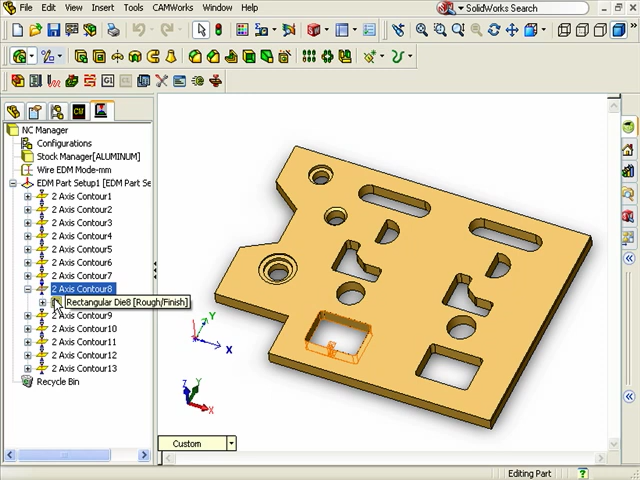 File Edit View Insert Tools CAMWorks Window Help
SolidWorks Search
NC Manager
Configurations
Stock Manager[ALUMINUM]
Wire EDM Mode-mm
EDM Part Setup1 [EDM Part Se
2 Axis Contour1
2 Axis Contour2
2 Axis Contour3
2 Axis Contour4
2 Axis Contour5
2 Axis Contour6
2 Axis Contour7
2 Axis Contour8
Rectangular Die8 [Rough/Finish]
2 Axis Contour9
2 Axis Contour10
2 Axis Contour11
2 Axis Contour12
2 Axis Contour13
Recycle Bin
Y
X
Z
Y
X
Custom
Editing Part